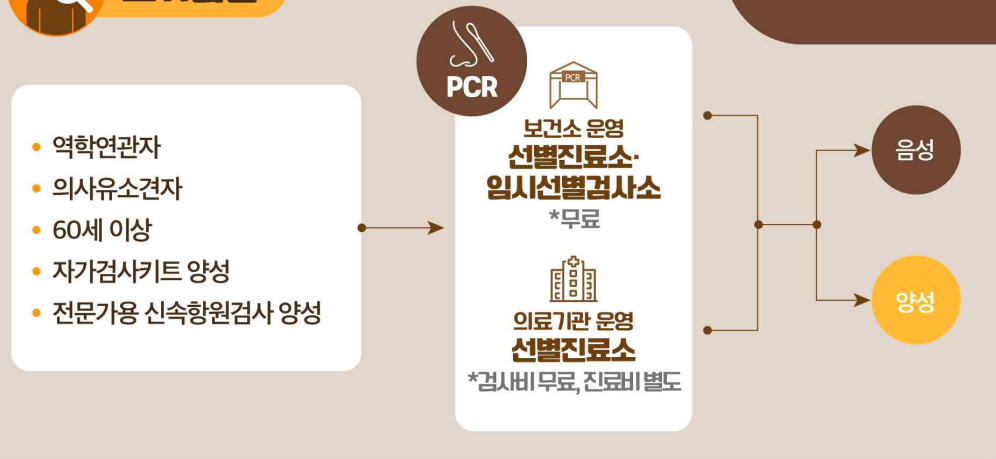 PCR
• 역학연관자
• 의사유소견자
• 60세 이상
• 자가검사키트 양성
• 전문가용 신속항원검사 양성
PCR
보건소 운영
선별진료소·
임시선별검사소
*무료
의료기관 운영
선별진료소
*검사비 무료, 진료비 별도
음성
양성